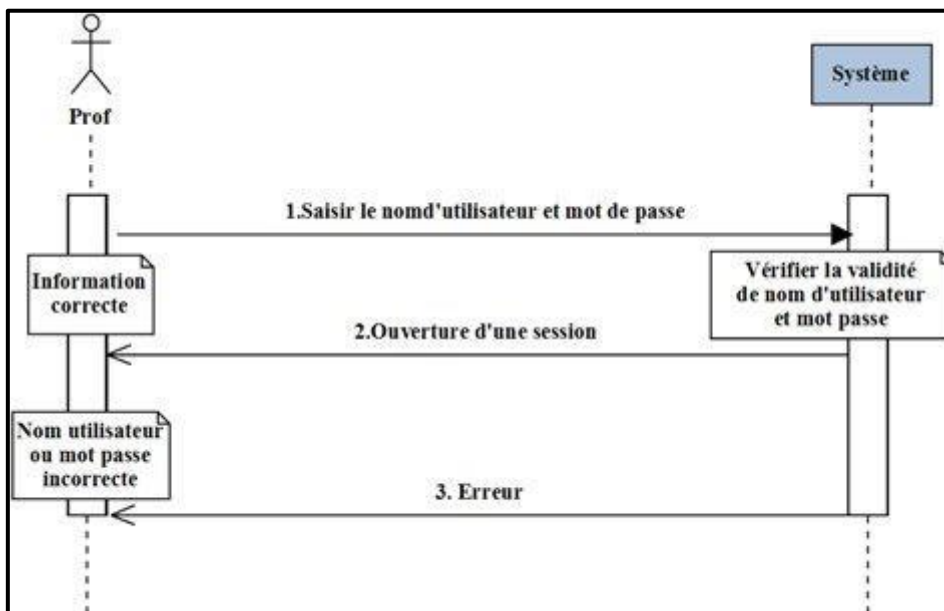 Prof
Système
1.Saisir le nomd'utilisateur et mot de passe
Information
correcte
Vérifier la validité
de nom d'utilisateur
et mot passe
2.Ouverture d'une session
Nom utilisateur
ou mot passe
incorrecte
3. Erreur